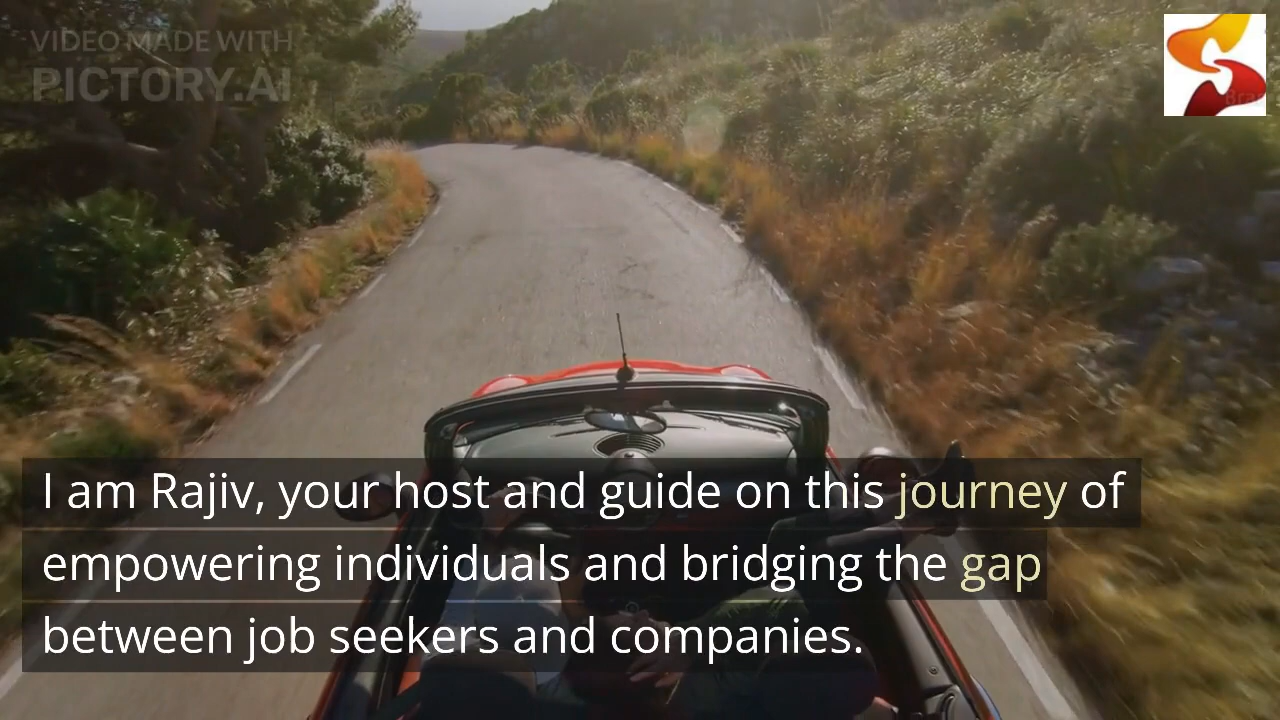 VIDEO MADE WITH
PICTORY.AI
I am Rajiv, your host and guide on this journey of
empowering individuals and bridging the gap
between job seekers and companies.